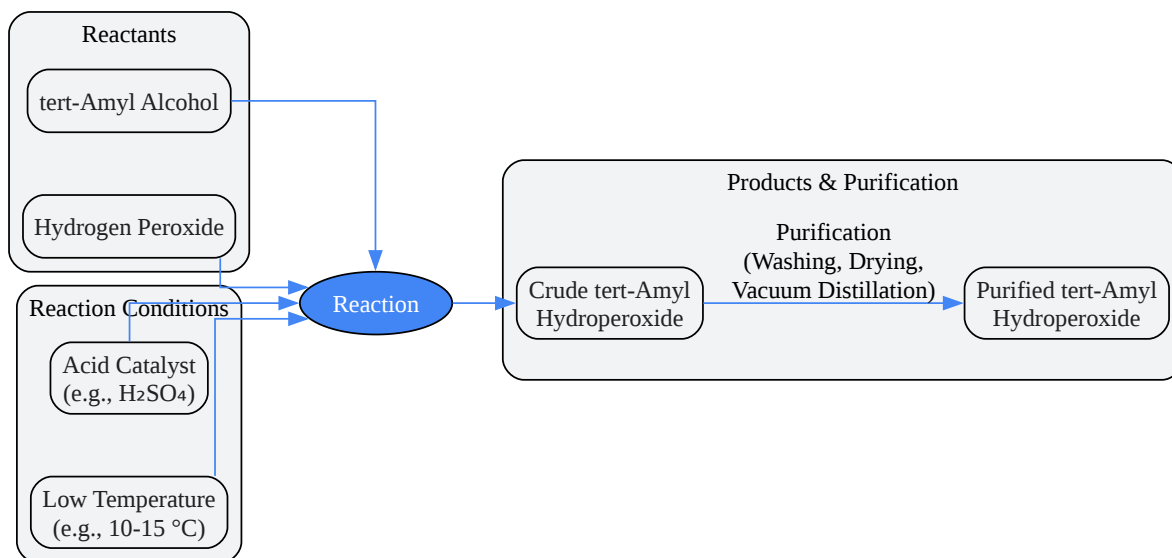 Reactants
tert-Amyl Alcohol
Hydrogen Peroxide
Reaction Conditions
Acid Catalyst
(e.g., H₂SO₄)
Low Temperature
(e.g., 10-15 °C)
Reaction
Products & Purification
Crude tert-Amyl
Hydroperoxide
Purification
(Washing, Drying,
Vacuum Distillation)
Purified tert-Amyl
Hydroperoxide